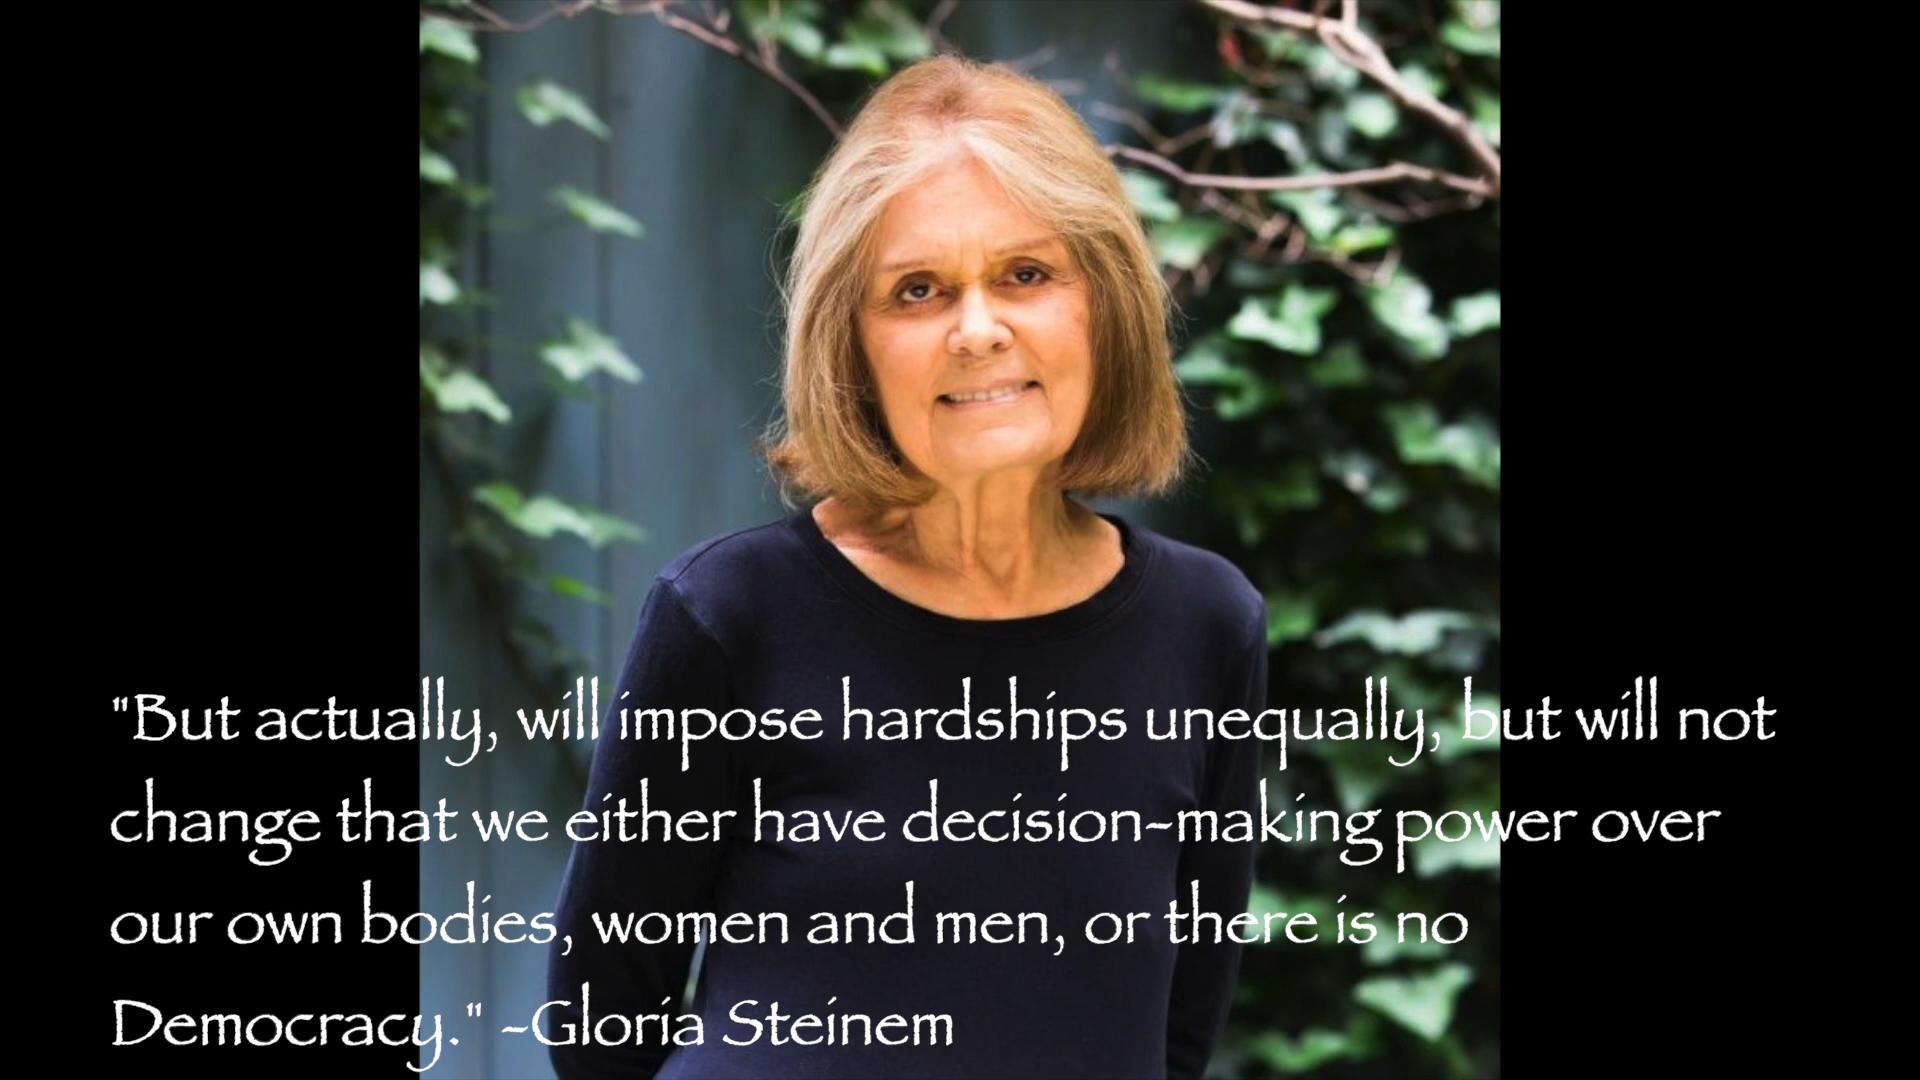 "But actually, will impose hardships unequally, but will not
change that we either have decision-making power over
our own bodies, women and men, or there is no
Democracy." -Gloria Steinem